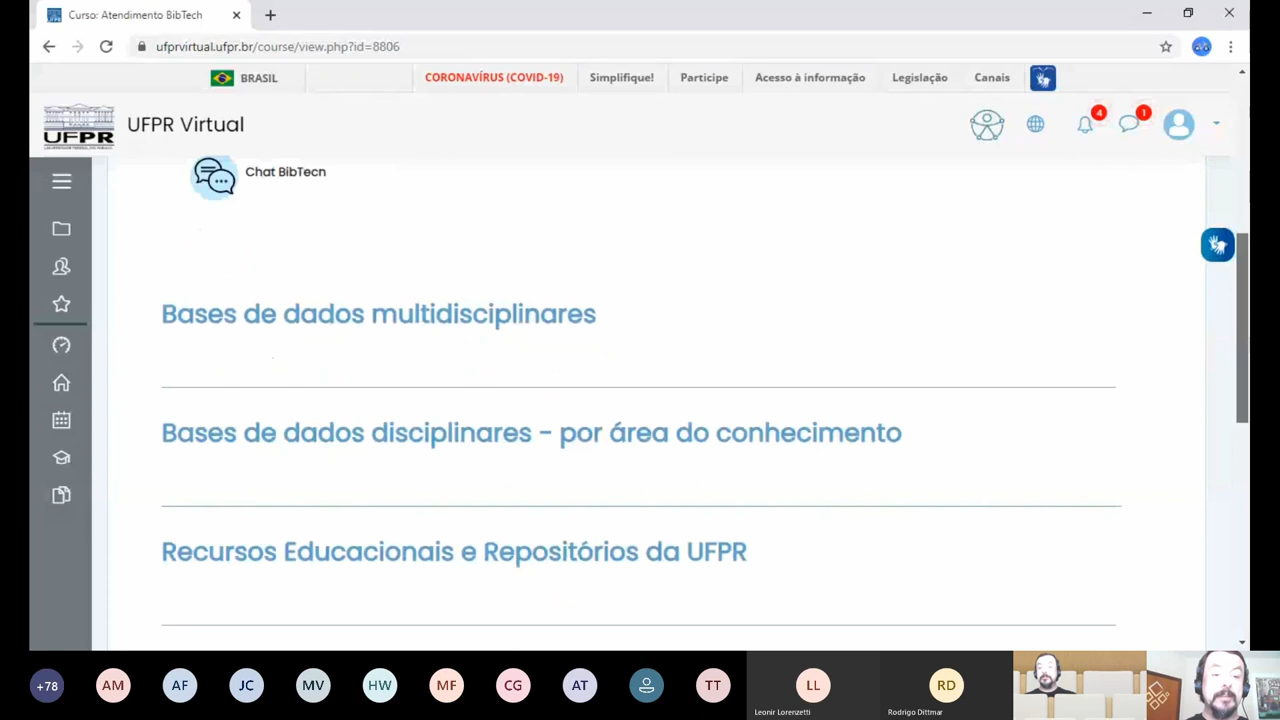 Curso: Atendimento BibTech
ufprvirtual.ufpr.br/course/view.php?id=8806
BRASIL
CORONAVÍRUS (COVID-19)
Simplifique!
Participe
Acesso à informação
Legislação
Canais
UFPR
UFPR Virtual
4
1
Chat BibTecn
Bases de dados multidisciplinares
Bases de dados disciplinares - por área do conhecimento
Recursos Educacionais e Repositórios da UFPR
+78
AM
AF
JC
MV
HW
MF
CG
AT
TT
LL
RD
Leonir Lorenzetti
Rodrigo Dittmar